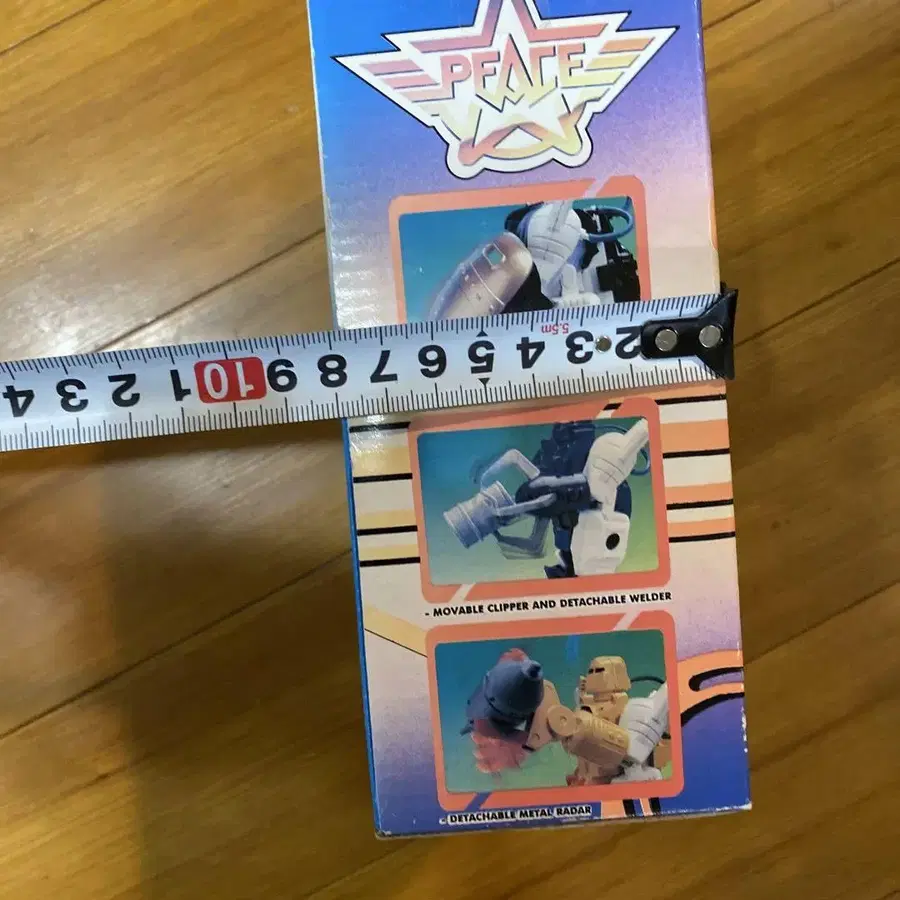 PEACE
4 3 2 1 10 9 8 7 6 5 4 3 2
5.5m
- MOVABLE CLIPPER AND DETACHABLE WELDER
- DETACHABLE METAL RADAR